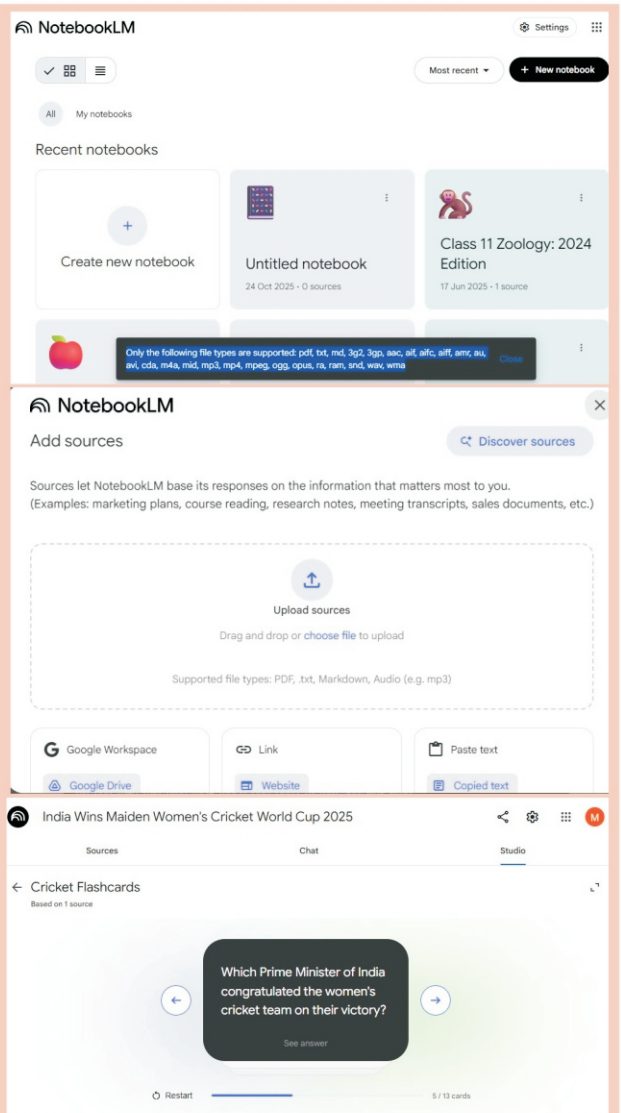 NotebookLM
Settings
Most recent
+ New notebook
All My notebooks
Recent notebooks
+
Create new notebook
Untitled notebook
24 Oct 2025 · 0 sources
Class 11 Zoology: 2024
Edition
17 Jun 2025 · 1 source
Only the following file types are supported: pdf, txt, md, 3g2, 3gp, aac, aif, aifc, aiff, amr, au,
avi, cda, m4a, mid, mp3, mp4, mpeg, ogg, opus, ra, ram, snd, wav, wma
Close
NotebookLM
Add sources
Discover sources
Sources let NotebookLM base its responses on the information that matters most to you.
(Examples: marketing plans, course reading, research notes, meeting transcripts, sales documents, etc.)
Upload sources
Drag and drop or choose file to upload
Supported file types: PDF, .txt, Markdown, Audio (e.g. mp3)
G Google Workspace
Link
Paste text
Google Drive
Website
Copied text
India Wins Maiden Women's Cricket World Cup 2025
M
Sources Chat Studio
Cricket Flashcards
Based on 1 source
Which Prime Minister of India
congratulated the women's
cricket team on their victory?
See answer
Restart
5 / 13 cards